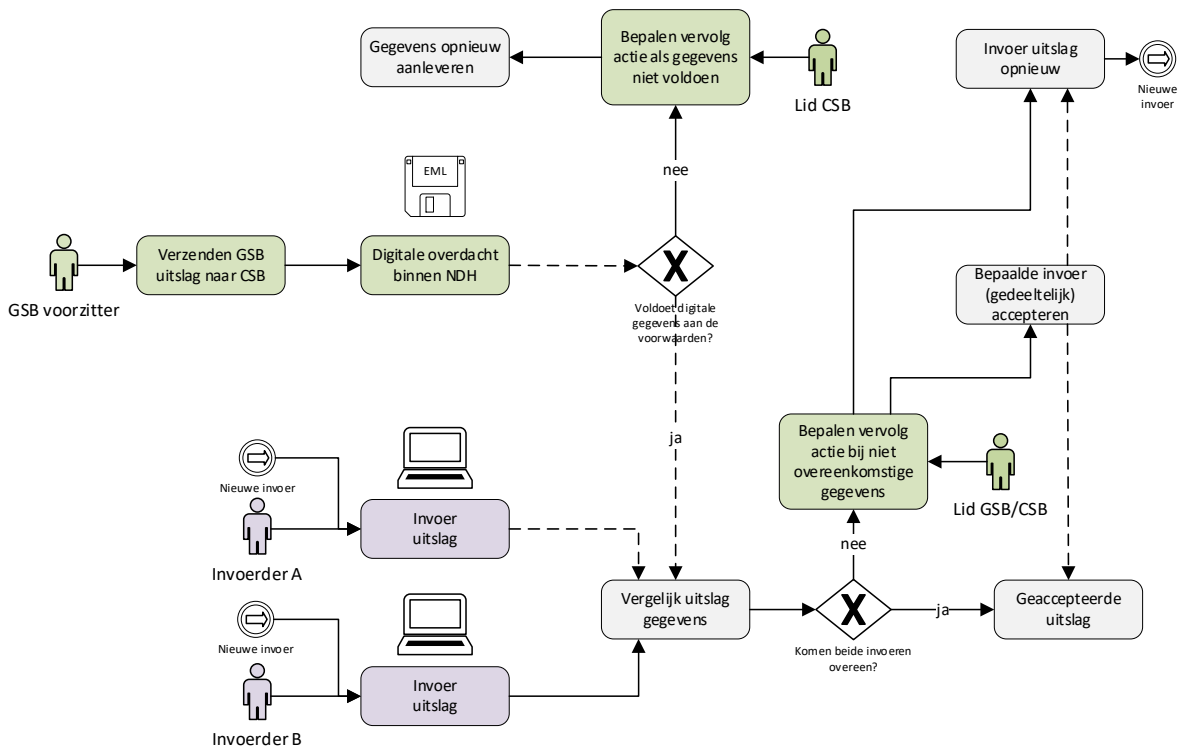 Gegevens opnieuw
aanleveren
Bepalen vervolg
actie als gegevens
niet voldoen
Lid CSB
Invoer uitslag
opnieuw
Nieuwe
invoer
nee
EML
GSB voorzitter
Verzenden GSB
uitslag naar CSB
Digitale overdacht
binnen NDH
X
Voldoet digitale
gegevens aan de
voorwaarden?
Bepaalde invoer
(gedeeltelijk)
accepteren
ja
Bepalen vervolg
actie bij niet
overeenkomstige
gegevens
Lid GSB/CSB
nee
Nieuwe invoer
Invoerder A
Invoer
uitslag
Nieuwe invoer
Invoerder B
Invoer
uitslag
Vergelijk uitslag
gegevens
X
Komen beide invoeren
overeen?
ja
Geaccepteerde
uitslag